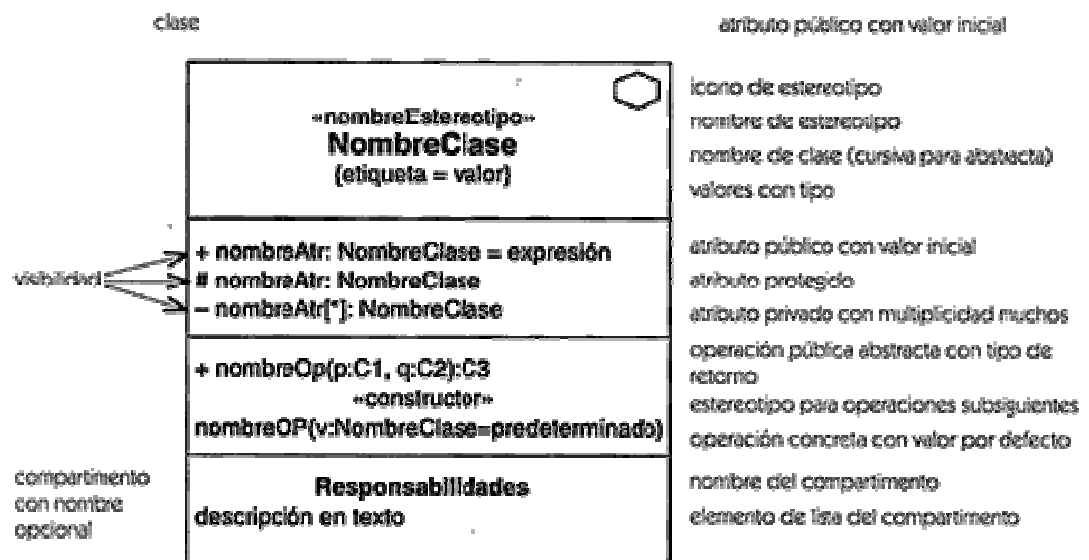 clase
atributo público con valor inicial
icono de estereotipo
«nombreEstereotipo»
nombre de estereotipo
NombreClase
nombre de clase (cursiva para abstracta)
{etiqueta = valor}
valores con tipo
+ nombreAtr: NombreClase = expresión
atributo público con valor inicial
visibilidad
# nombreAtr: NombreClase
atributo protegido
– nombreAtr[*]: NombreClase
atributo privado con multiplicidad muchos
+ nombreOp(p:C1, q:C2):C3
operación pública abstracta con tipo de
retorno
«constructor»
estereotipo para operaciones subsiguientes
nombreOP(v:NombreClase=predeterminado)
operación concreta con valor por defecto
compartimento
con nombre
opcional
Responsabilidades
nombre del compartimento
descripción en texto
elemento de lista del compartimento